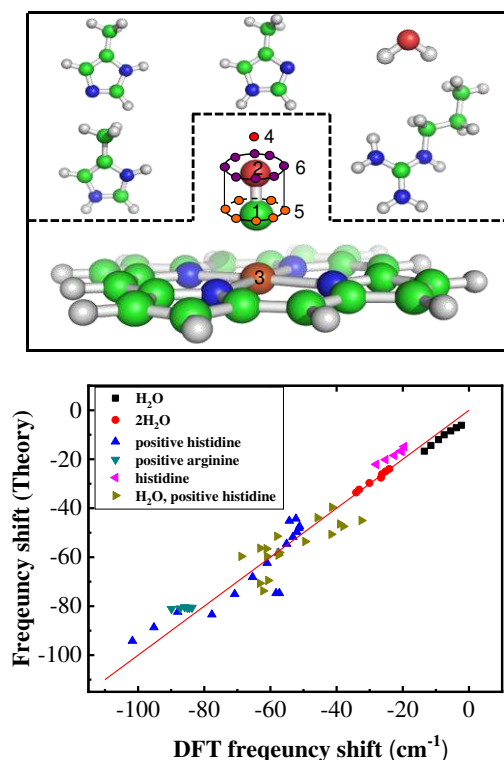 4
2
6
1
5
3
H₂O
2H₂O
positive histidine
positive arginine
histidine
H₂O, positive histidine
Freqeuncy shift (Theory)
0
-20
-40
-60
-80
-100
-100 -80 -60 -40 -20 0
DFT freqeuncy shift (cm⁻¹)